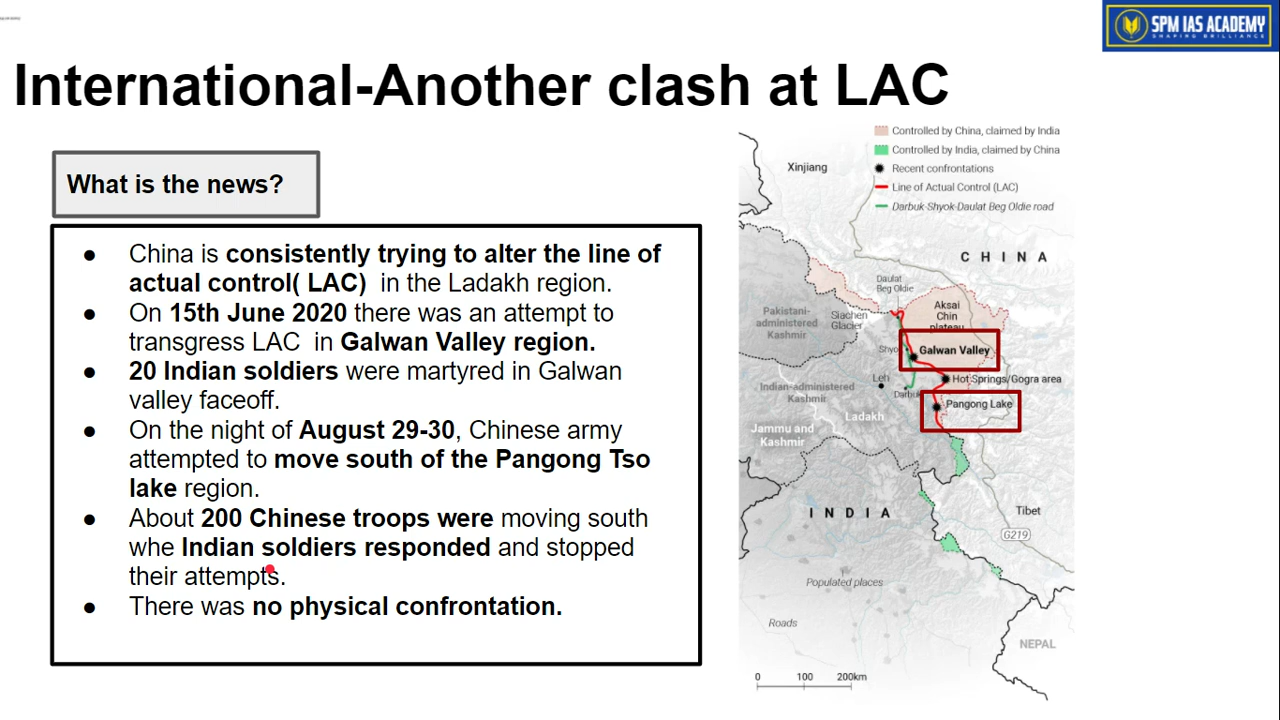 SPM IAS ACADEMY
SHAPING BRILLIANCE
International-Another clash at LAC
What is the news?
● China is consistently trying to alter the line of
actual control( LAC) in the Ladakh region.
● On 15th June 2020 there was an attempt to
transgress LAC in Galwan Valley region.
● 20 Indian soldiers were martyred in Galwan
valley faceoff.
● On the night of August 29-30, Chinese army
attempted to move south of the Pangong Tso
lake region.
● About 200 Chinese troops were moving south
whe Indian soldiers responded and stopped
their attempts.
● There was no physical confrontation.
Controlled by China, claimed by India
Controlled by India, claimed by China
Recent confrontations
Line of Actual Control (LAC)
Darbuk-Shyok-Daulat Beg Oldie road
Xinjiang
CHINA
Daulat
Beg Oldie
Aksai
Chin
plateau
Pakistani-
administered
Kashmir
Siachen
Glacier
Shyo
Galwan Valley
Leh
Hot Springs/Gogra area
Indian-administered
Kashmir
Darbuk
Pangong Lake
Ladakh
Jammu and
Kashmir
INDIA
Tibet
G219
Populated places
Roads
NEPAL
0 100 200km